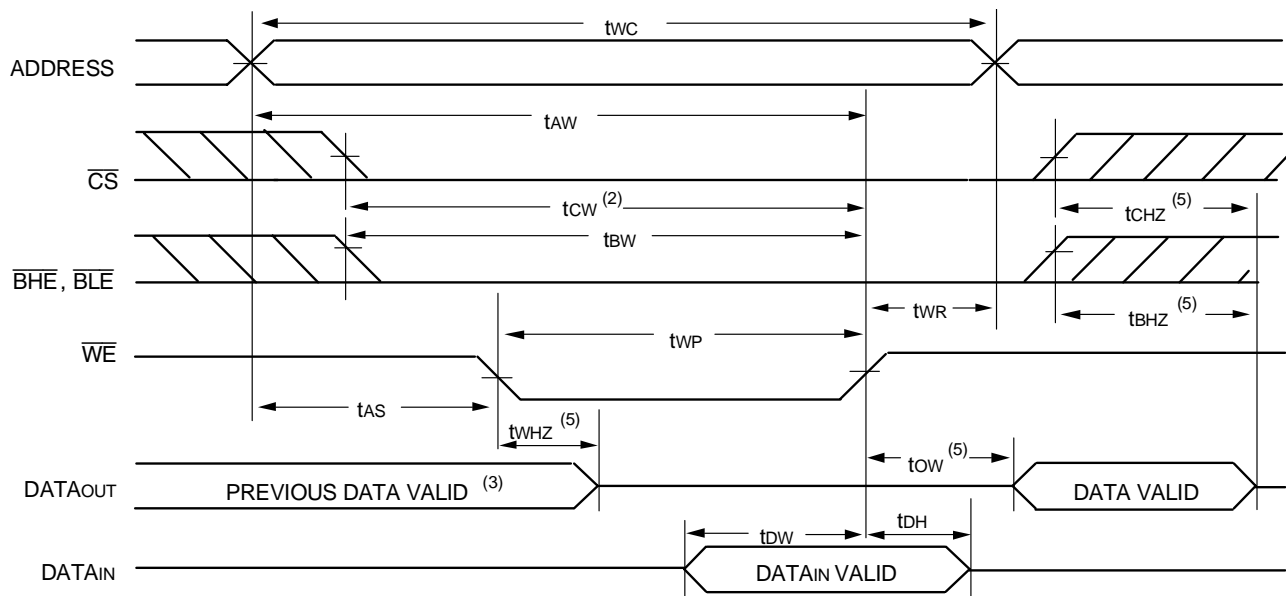 tWC
ADDRESS
tAW
CS
tCW (2)
tCHZ (5)
tBW
BHE, BLE
tWR
tBHZ (5)
tWP
WE
tAS
tWHZ (5)
tOW (5)
DATAOUT
PREVIOUS DATA VALID (3)
DATA VALID
tDW
tDH
DATAIN
DATAIN VALID